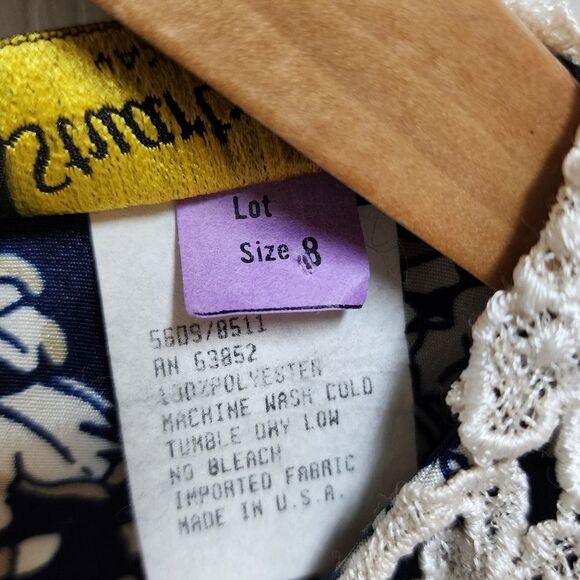 Lot
Size 8
5609/8511
RN 63852
100%POLYESTER
MACHINE WASH COLD
TUMBLE DRY LOW
NO BLEACH
IMPORTED FABRIC
MADE IN U.S.A.